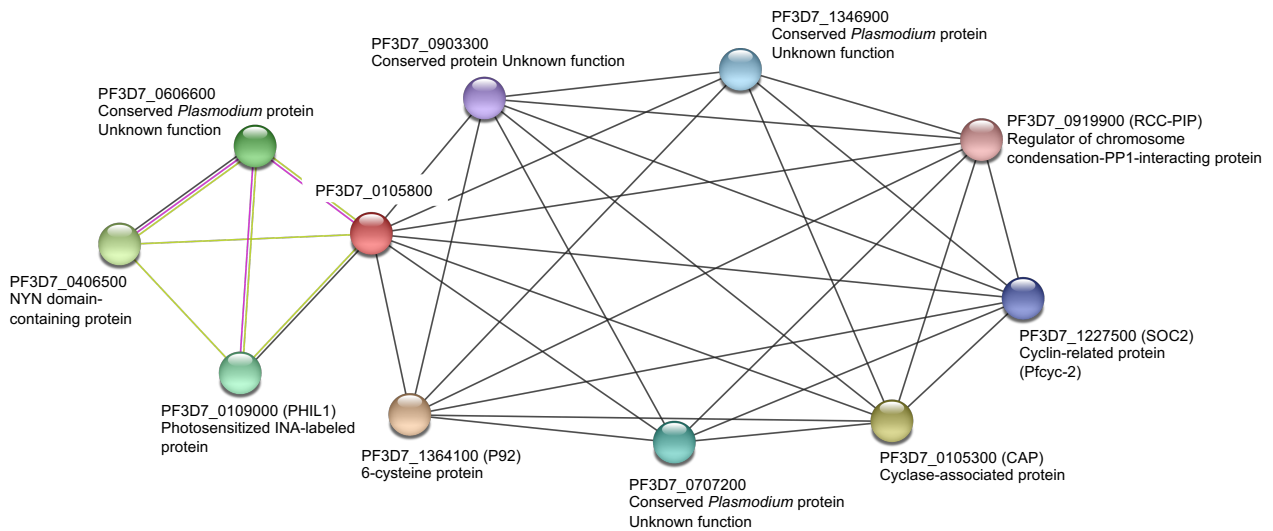 PF3D7_1346900
Conserved Plasmodium protein
Unknown function
PF3D7_0903300
Conserved protein Unknown function
PF3D7_0606600
Conserved Plasmodium protein
Unknown function
PF3D7_0919900 (RCC-PIP)
Regulator of chromosome
condensation-PP1-interacting protein
PF3D7_0105800
PF3D7_0406500
NYN domain-
containing protein
PF3D7_1227500 (SOC2)
Cyclin-related protein
(Pfcyc-2)
PF3D7_0109000 (PHIL1)
Photosensitized INA-labeled
protein
PF3D7_1364100 (P92)
6-cysteine protein
PF3D7_0105300 (CAP)
Cyclase-associated protein
PF3D7_0707200
Conserved Plasmodium protein
Unknown function